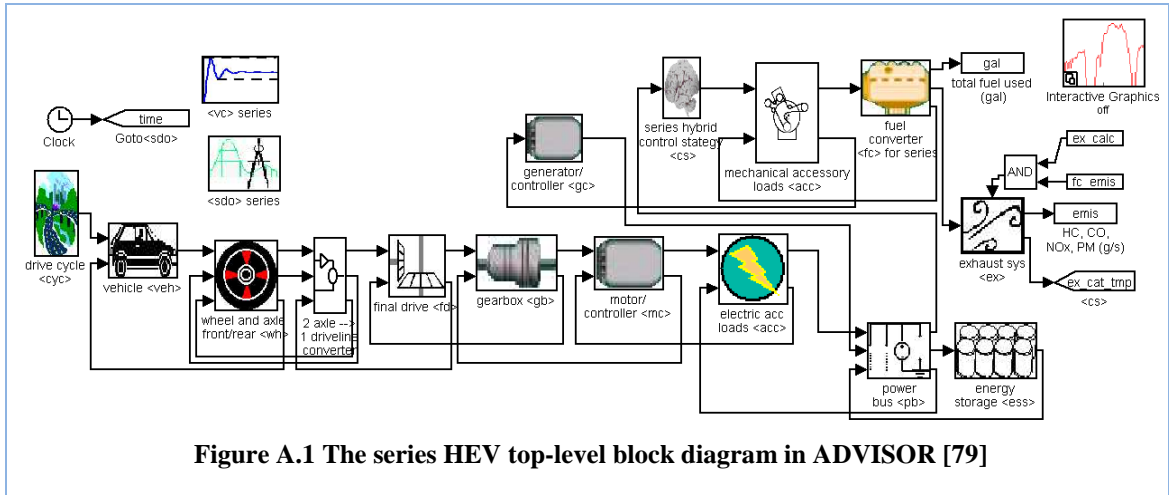 <vc> series
time
Clock
Goto<sdo>
<sdo> series
drive cycle
<cyc>
vehicle <veh>
wheel and axle
front/rear <wh>
2 axle -->
1 driveline
converter
final drive <fd>
gearbox <gb>
motor/
controller <mc>
electric acc
loads <acc>
power
bus <pb>
energy
storage <ess>
generator/
controller <gc>
series hybrid
control stategy
<cs>
mechanical accessory
loads <acc>
fuel
converter
<fc> for series
gal
total fuel used
(gal)
Interactive Graphics
off
ex_calc
AND
fc_emis
emis
HC, CO,
NOx, PM (g/s)
exhaust sys
<ex>
ex_cat_tmp
<cs>
Figure A.1 The series HEV top-level block diagram in ADVISOR [79]